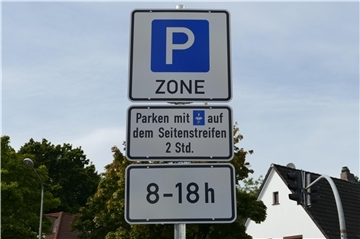 P
ZONE
Parken mit auf
dem Seitenstreifen
2 Std.
8-18h